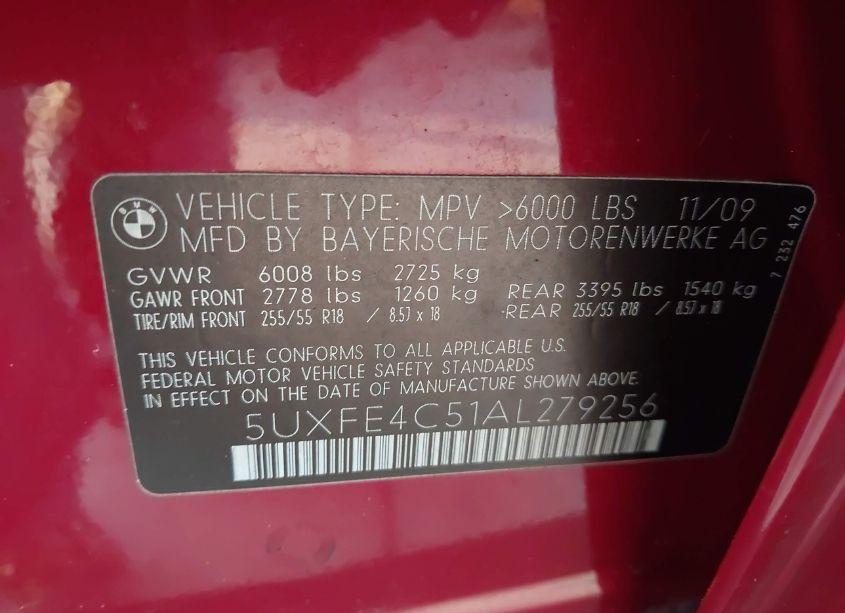 BMW
VEHICLE TYPE: MPV >6000 LBS 11/09
MFD BY BAYERISCHE MOTORENWERKE AG
GVWR 6008 lbs 2725 kg
GAWR FRONT 2778 lbs 1260 kg REAR 3395 lbs 1540 kg
TIRE/RIM FRONT 255/55 R18 / 8.5J x 18 REAR 255/55 R18 / 8.5J x 18
THIS VEHICLE CONFORMS TO ALL APPLICABLE U.S.
FEDERAL MOTOR VEHICLE SAFETY STANDARDS
IN EFFECT ON THE DATE OF MANUFACTURE SHOWN ABOVE.
5UXFE4C51AL279256
7 232 476